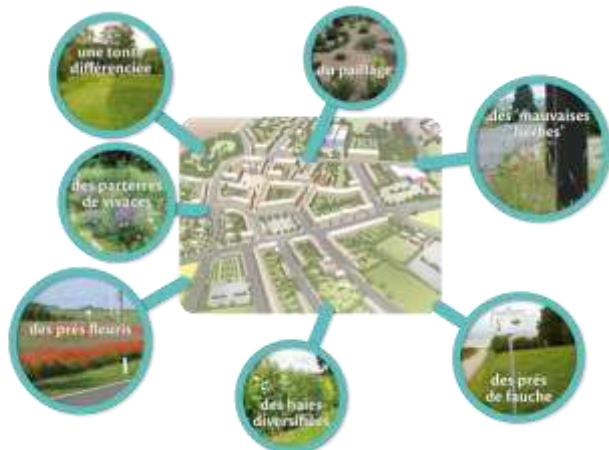 une tonte
différenciée
du paillage
des "mauvaises
herbes"
des parterres
de vivaces
des prés fleuris
des haies
diversifiées
des prés
de fauche